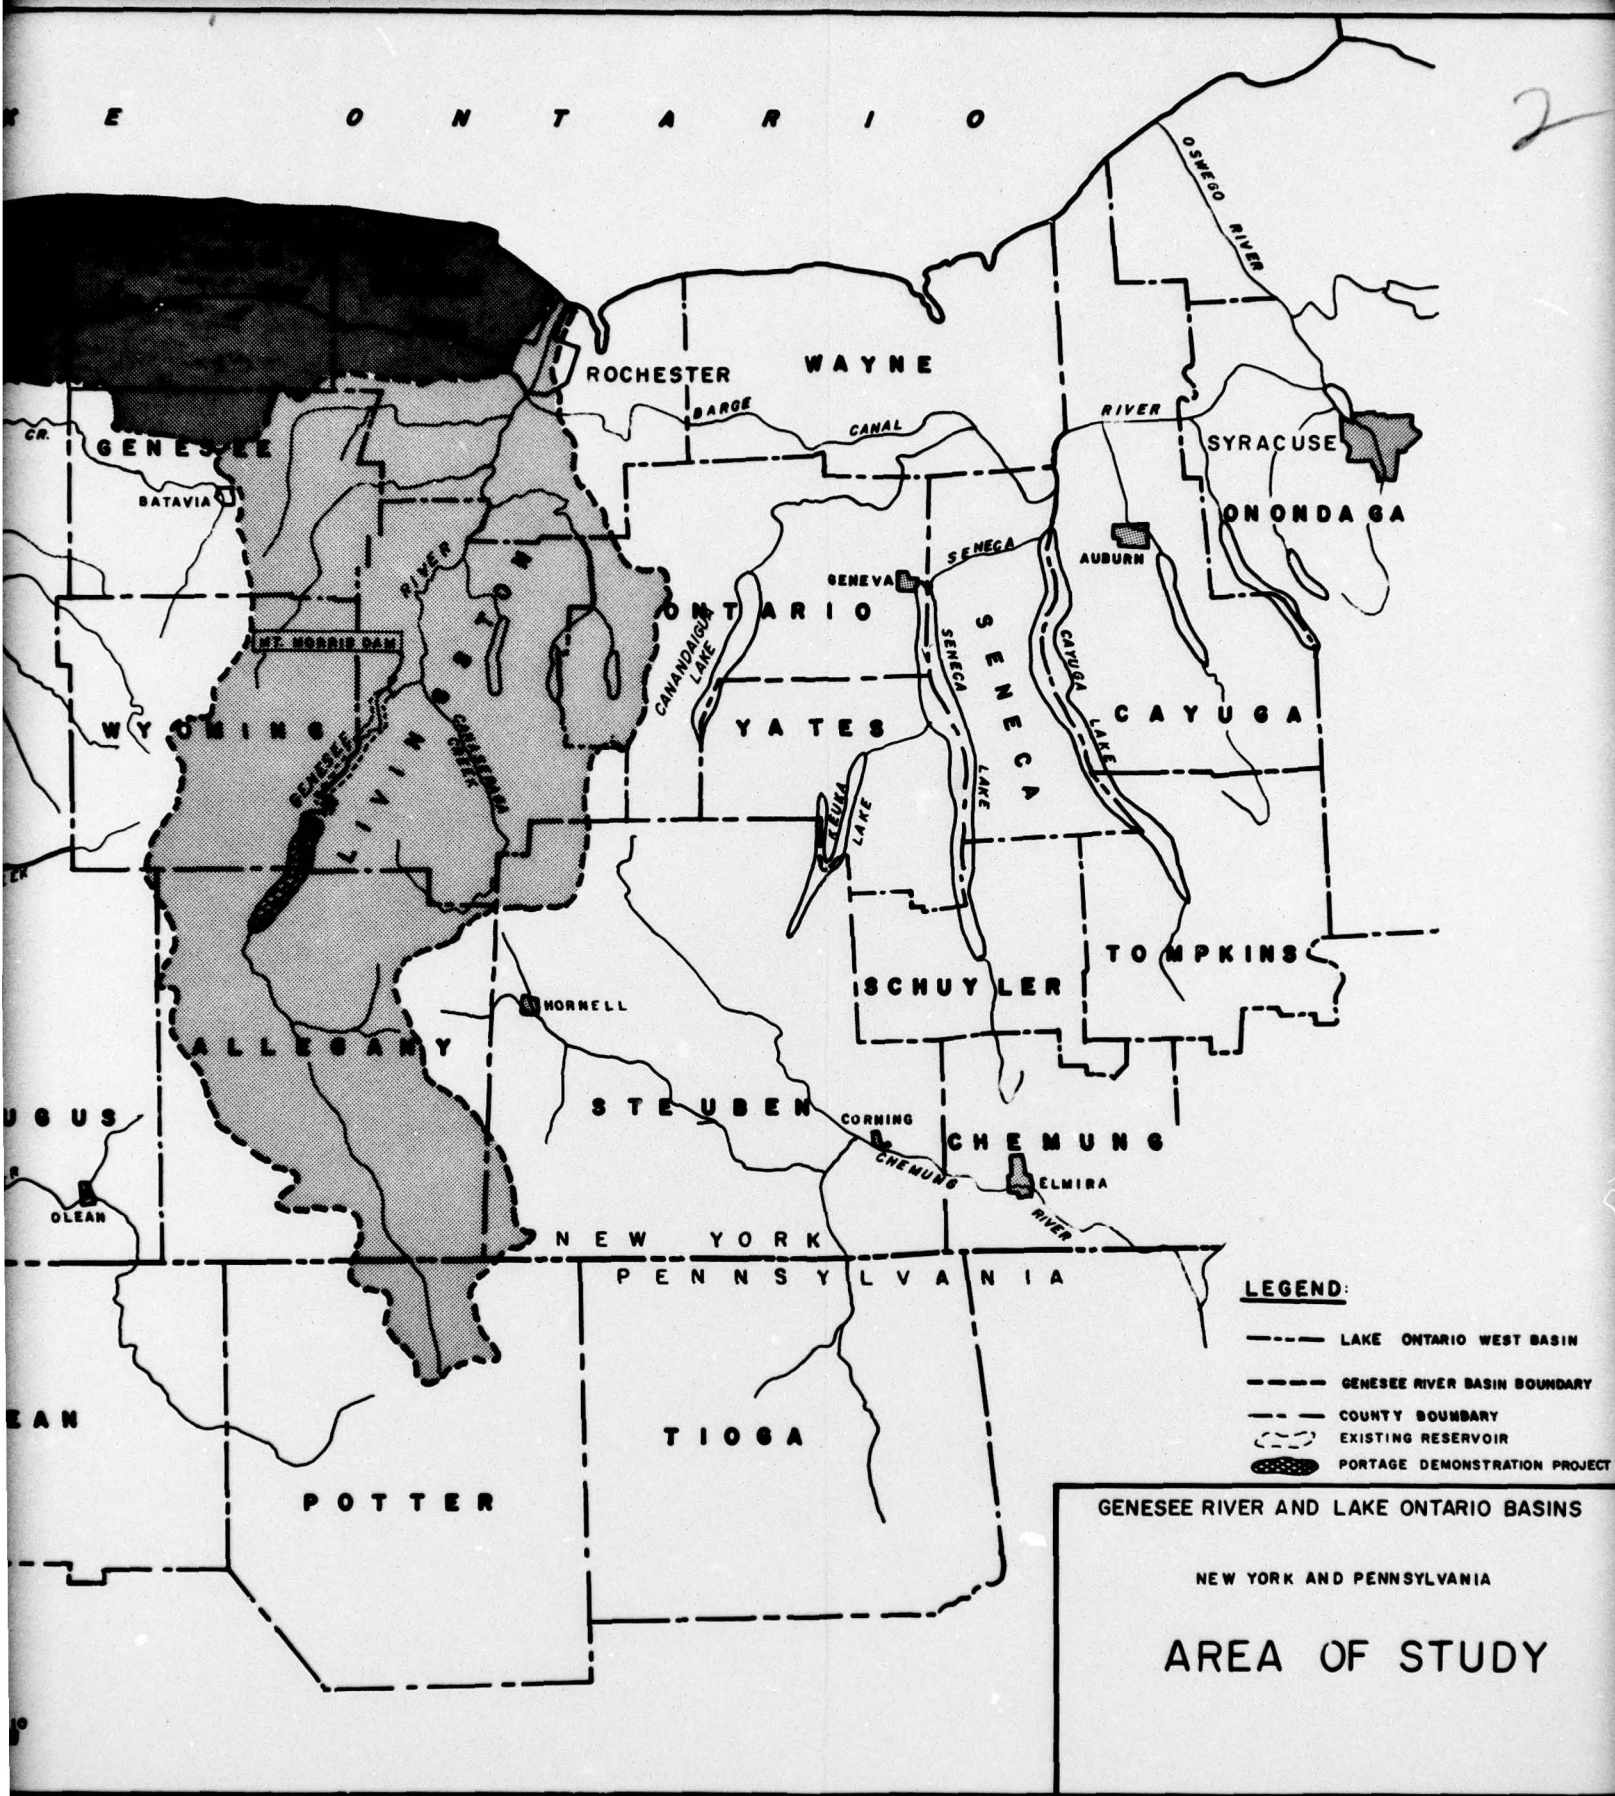 K E O N T A R I O
2
OSWEGO RIVER
ROCHESTER
WAYNE
BARGE CANAL
RIVER
SYRACUSE
CR.
GENESEE
BATAVIA
ONONDAGA
AUBURN
SENECA
GENEVA
RIVER
ONTARIO
MT. MORRIS DAM
CANANDAIGUA LAKE
SENECA LAKE
SENECA
CAYUGA LAKE
CAYUGA
WYOMING
YATES
GENESEE
CANASERAGA CREEK
LIVINGSTON
KEUKA LAKE
EEK
TOMPKINS
SCHUYLER
HORNELL
ALLEGANY
UGUS
STEUBEN
CORNING
CHEMUNG
CHEMUNG RIVER
ELMIRA
R
OLEAN
NEW YORK
PENNSYLVANIA
LEGEND:
LAKE ONTARIO WEST BASIN
GENESEE RIVER BASIN BOUNDARY
COUNTY BOUNDARY
EXISTING RESERVOIR
PORTAGE DEMONSTRATION PROJECT
EAN
TIOGA
POTTER
GENESEE RIVER AND LAKE ONTARIO BASINS
NEW YORK AND PENNSYLVANIA
AREA OF STUDY